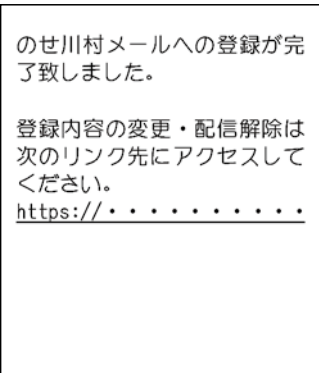 のせ川村メールへの登録が完
了致しました。
登録内容の変更・配信解除は
次のリンク先にアクセスして
ください。
https://・・・・・・・・・・